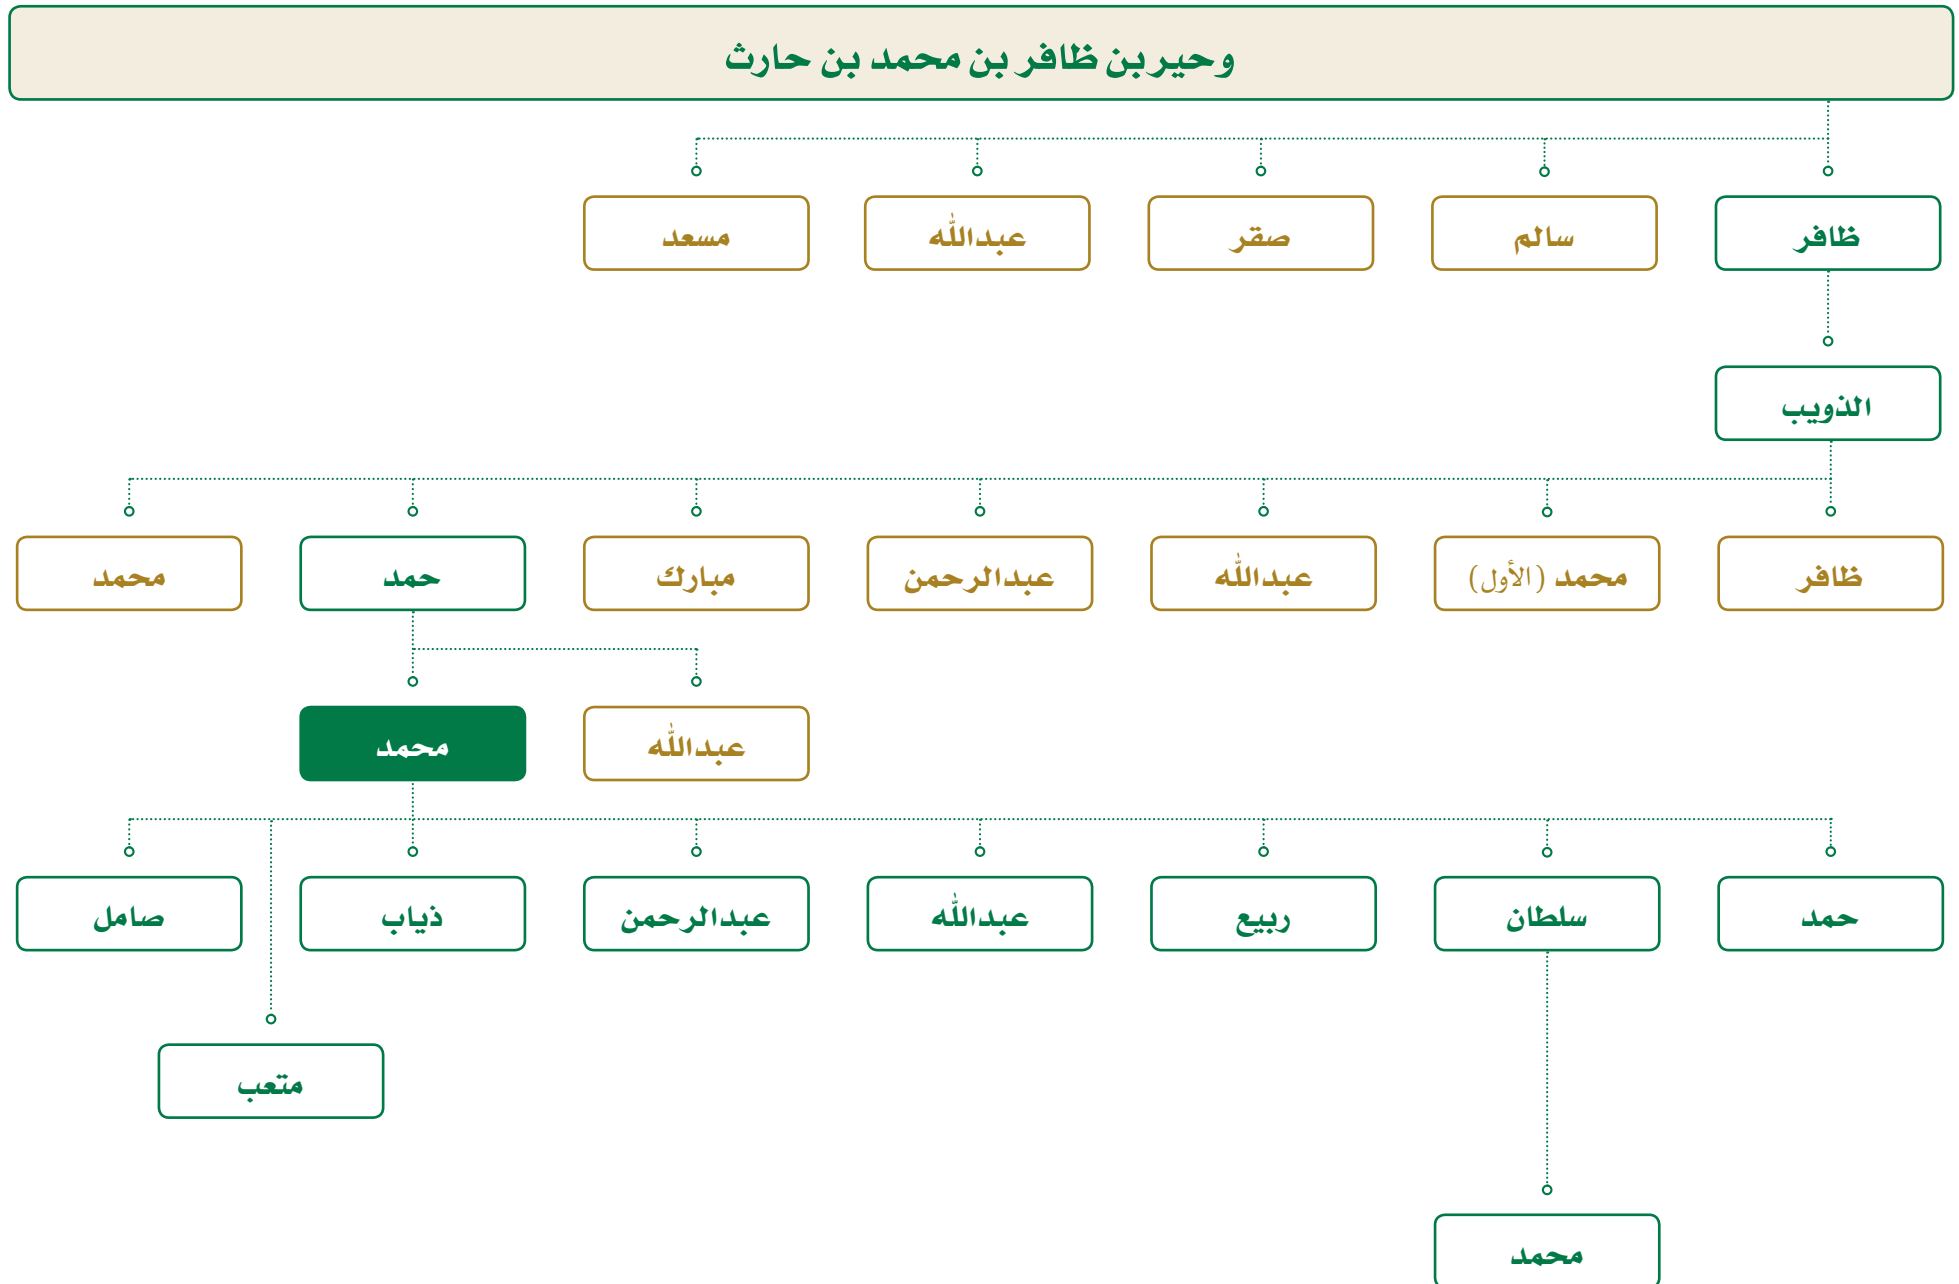 وحير بن ظافر بن محمد بن حارث
ظافر سالم صقر عبدالله مسعد
الذويب
ظافر محمد (الأول) عبدالله عبدالرحمن مبارك حمد محمد
عبدالله محمد
حمد سلطان ربيع عبدالله عبدالرحمن ذياب صامل
متعب
محمد